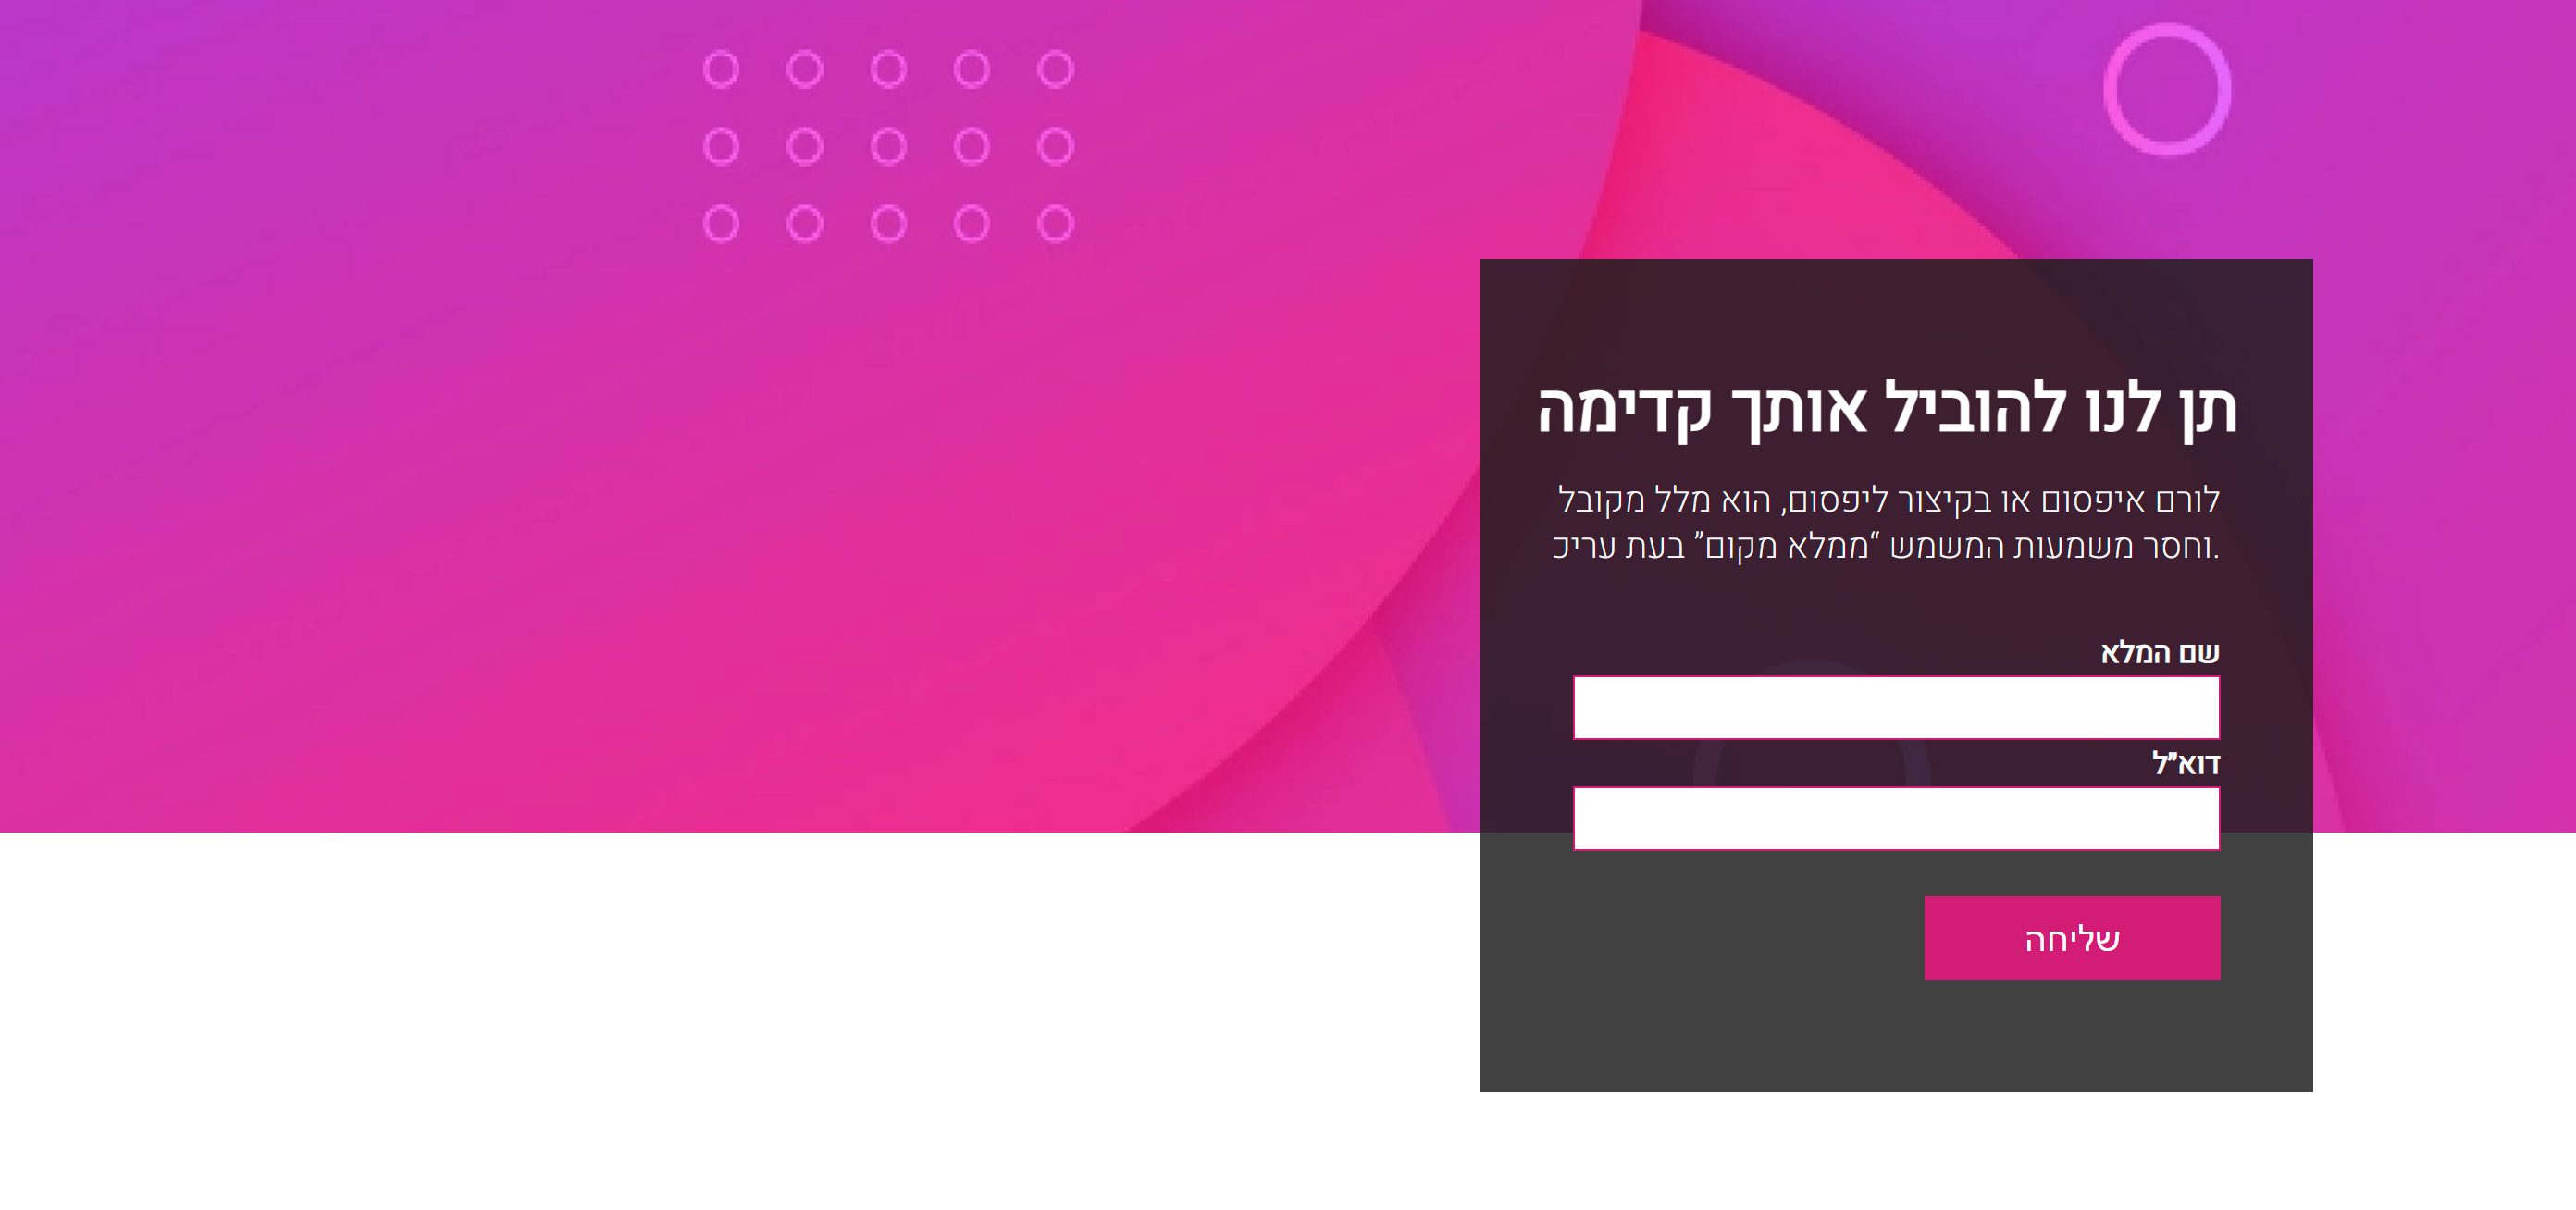 תן לנו להוביל אותך קדימה
לורם איפסום או בקיצור ליפסום, הוא מלל מקובל
.וחסר משמעות המשמש “ממלא מקום” בעת עריכ
שם המלא
דוא״ל
שליחה